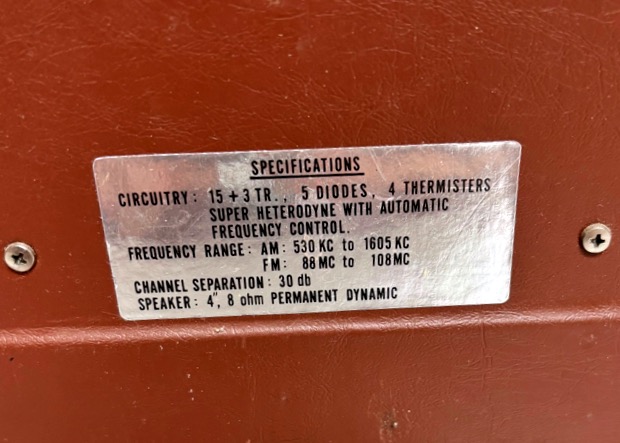 SPECIFICATIONS
CIRCUITRY: 15 + 3 TR., 5 DIODES, 4 THERMISTERS
SUPER HETERODYNE WITH AUTOMATIC
FREQUENCY CONTROL.
FREQUENCY RANGE: AM: 530 KC to 1605 KC
FM: 88 MC to 108 MC
CHANNEL SEPARATION: 30 db
SPEAKER: 4", 8 ohm PERMANENT DYNAMIC